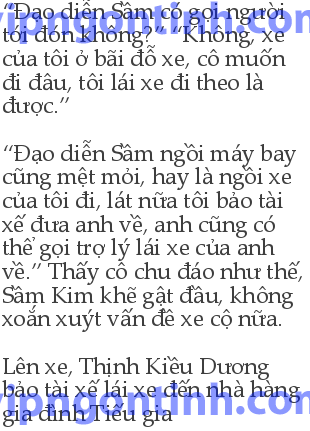 “Đạo diễn Sầm có gọi người
tới đón không?” “Không, xe
của tôi ở bãi đỗ xe, cô muốn
đi đâu, tôi lái xe đi theo là
được.”
“Đạo diễn Sầm ngồi máy bay
cũng mệt mỏi, hay là ngồi xe
của tôi đi, lát nữa tôi bảo tài
xế đưa anh về, anh cũng có
thể gọi trợ lý lái xe của anh
về.” Thấy cô chu đáo như thế,
Sầm Kim khẽ gật đầu, không
xoắn xuýt vấn đề xe cộ nữa.
Lên xe, Thịnh Kiều Dương
bảo tài xế lái xe đến nhà hàng
gia đình Tiếu gia
vipngontinh.com
vipngontinh.com